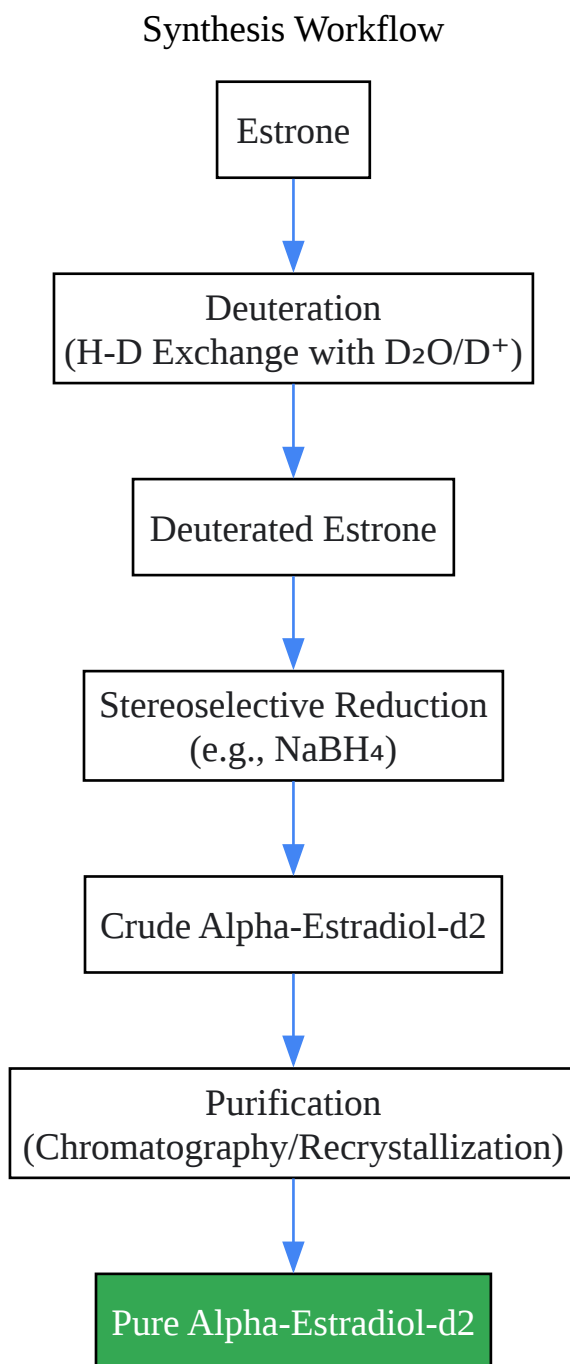 Synthesis Workflow
Estrone
Deuteration
(H-D Exchange with D₂O/D⁺)
Deuterated Estrone
Stereoselective Reduction
(e.g., NaBH₄)
Crude Alpha-Estradiol-d2
Purification
(Chromatography/Recrystallization)
Pure Alpha-Estradiol-d2